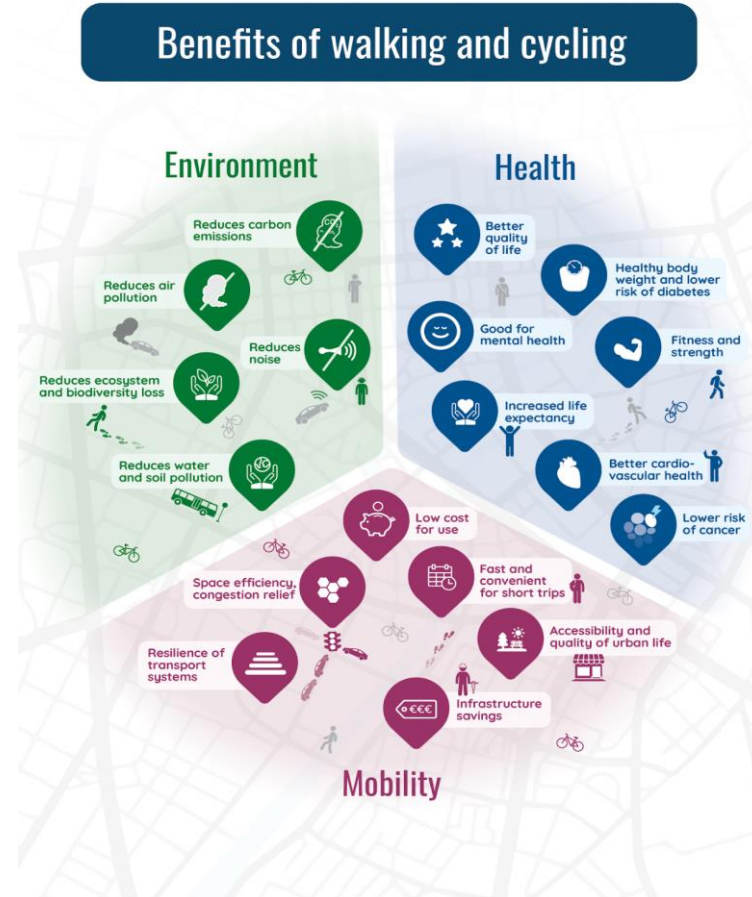 Benefits of walking and cycling
Environment
Reduces carbon
emissions
CO₂
Reduces air
pollution
Reduces
noise
Reduces ecosystem
and biodiversity loss
Reduces water
and soil pollution
Health
Better
quality
of life
Healthy body
weight and lower
risk of diabetes
Good for
mental health
Fitness and
strength
Increased life
expectancy
Better cardio-
vascular health
Lower risk
of cancer
Low cost
for use
Space efficiency,
congestion relief
Fast and
convenient
for short trips
Resilience of
transport
systems
Accessibility and
quality of urban life
€€€
Infrastructure
savings
Mobility